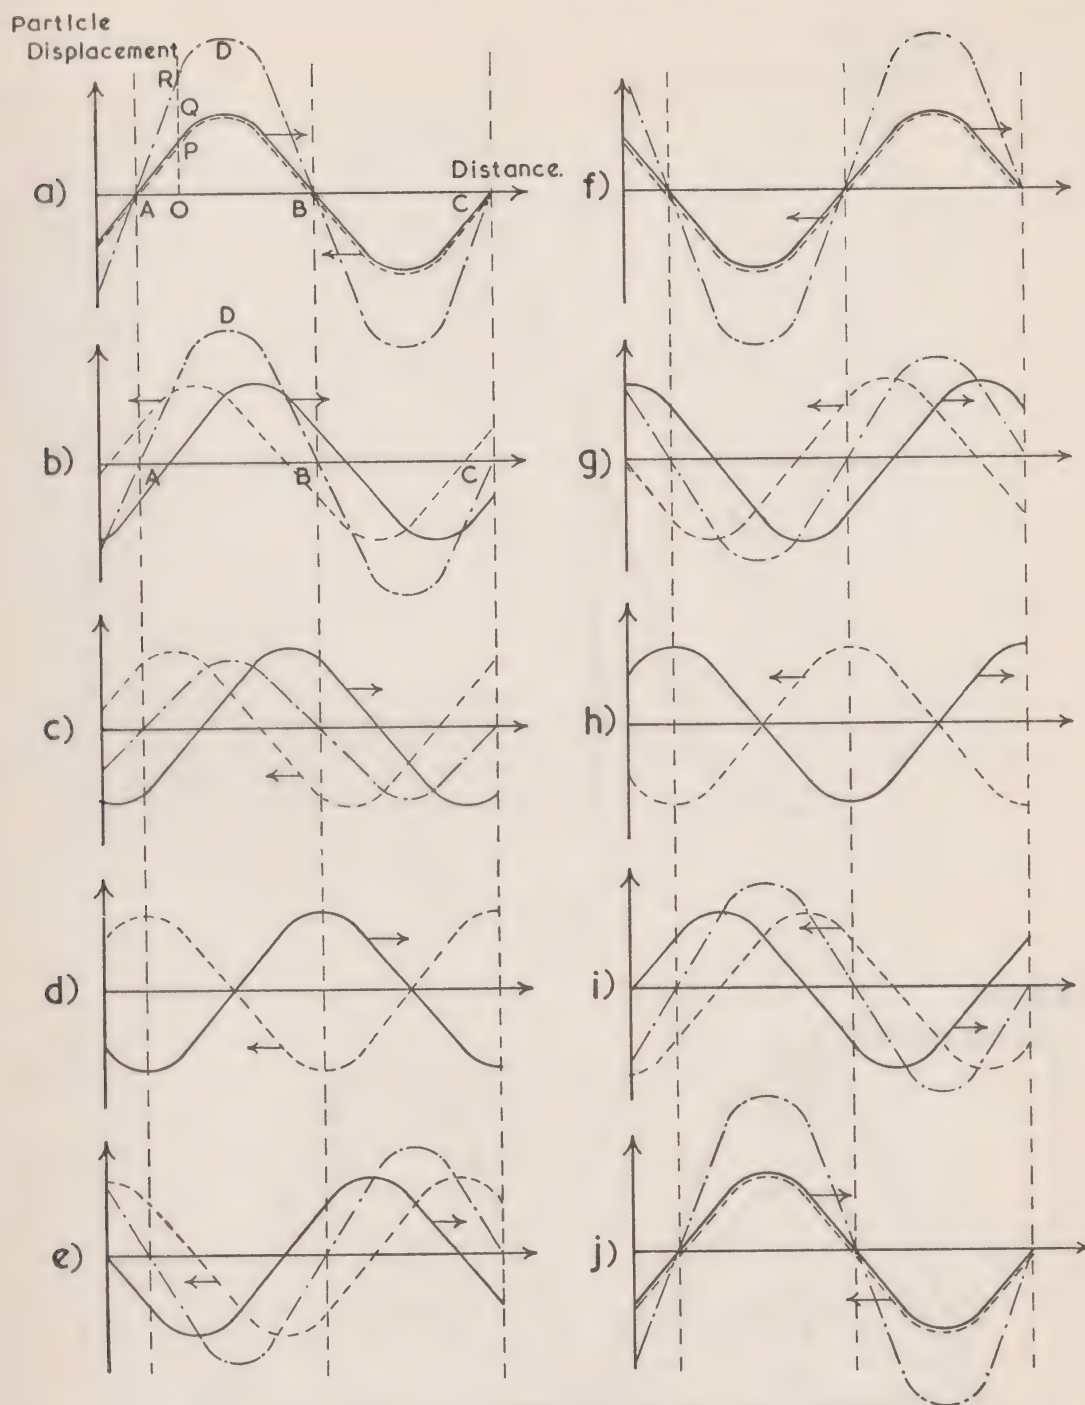 Particle
Displacement
D
R
Q
P
Distance.
a)
A
O
B
C
D
b)
A
B
C
c)
d)
e)
f)
g)
h)
i)
j)